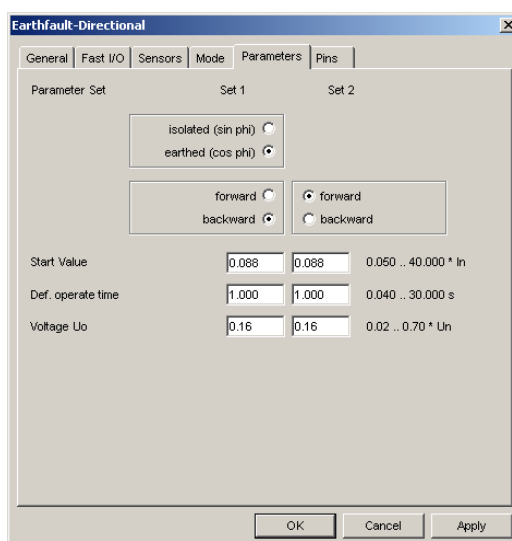 Earthfault-Directional
General Fast I/O Sensors Mode Parameters Pins
Parameter Set Set 1 Set 2
isolated (sin phi)
earthed (cos phi)
forward forward
backward backward
Start Value 0.088 0.088 0.050 .. 40.000 * In
Def. operate time 1.000 1.000 0.040 .. 30.000 s
Voltage Uo 0.16 0.16 0.02 .. 0.70 * Un
OK Cancel Apply